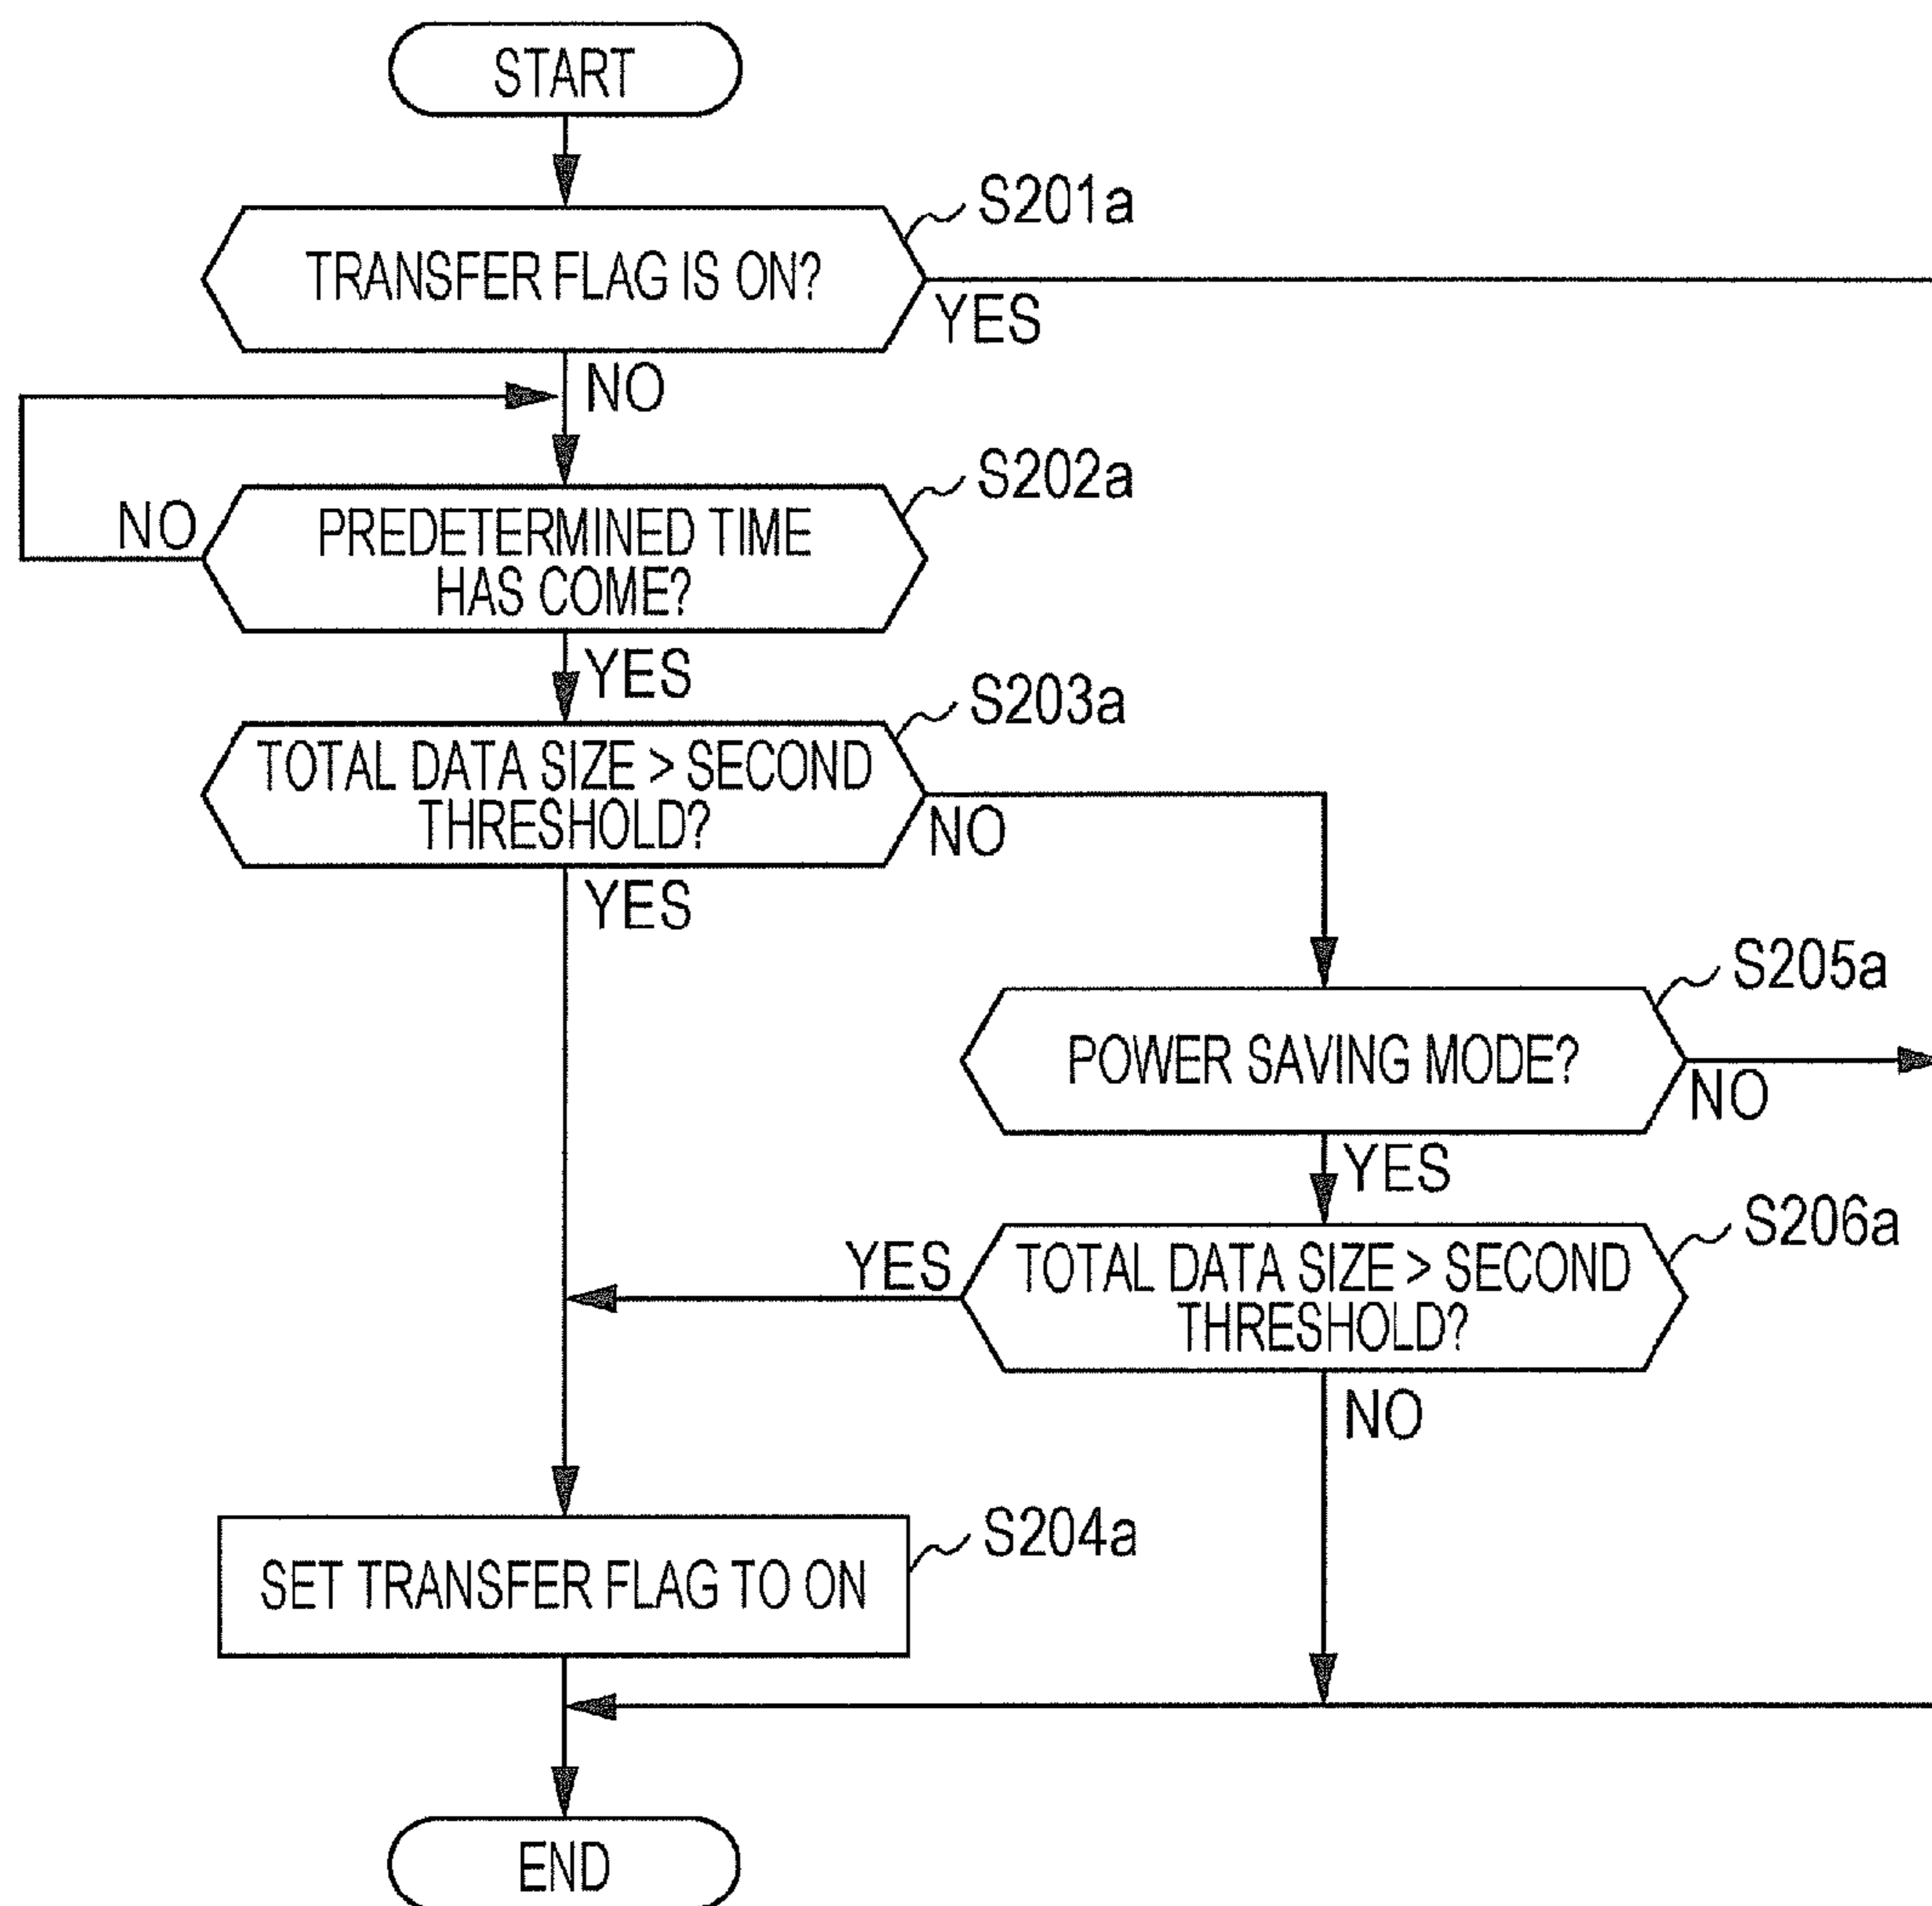 START
S201a
TRANSFER FLAG IS ON?
YES
NO
S202a
NO
PREDETERMINED TIME
HAS COME?
YES
S203a
TOTAL DATA SIZE > SECOND
THRESHOLD?
NO
YES
S205a
POWER SAVING MODE?
NO
YES
S206a
YES
TOTAL DATA SIZE > SECOND
THRESHOLD?
NO
S204a
SET TRANSFER FLAG TO ON
END